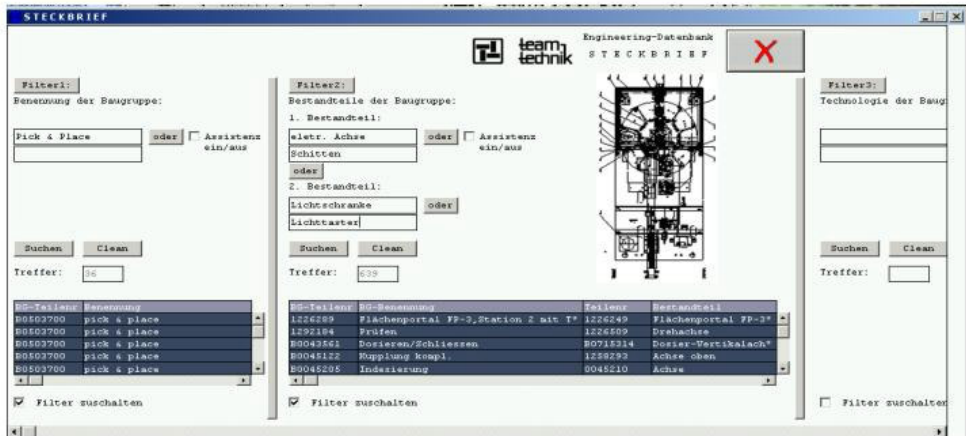 STECKBRIEF
team technik
Engineering-Datenbank
STECKBRIEF
Filter1:
Benennung der Baugruppe:
Pick & Place
oder
Assistenz
ein/aus
Suchen
Clean
Treffer:
36
BG-Teilenr Benennung
B0503700 pick & place
B0503700 pick & place
B0503700 pick & place
B0503700 pick & place
B0503700 pick & place
Filter zuschalten
Filter2:
Bestandteile der Baugruppe:
1. Bestandteil:
eletr. Achse
oder
Assistenz
ein/aus
Schitten
oder
2. Bestandteil:
Lichtschranke
oder
Lichttaster
Suchen
Clean
Treffer:
639
BG-Teilenr BG-Benennung Teilenr Bestandteil
1226289 Flächenportal FP-3,Station 2 mit T* 1226249 Flächenportal FP-3*
1292184 Prüfen 1226509 Drehachse
B0043561 Dosieren/Schliessen B0715314 Dosier-Vertikalach*
B0045122 Kupplung kompl. 1258293 Achse oben
B0045205 Indexierung 0045210 Achse
Filter zuschalten
Filter3:
Technologie der Baug
Suchen
Clean
Treffer:
Filter zuschalten